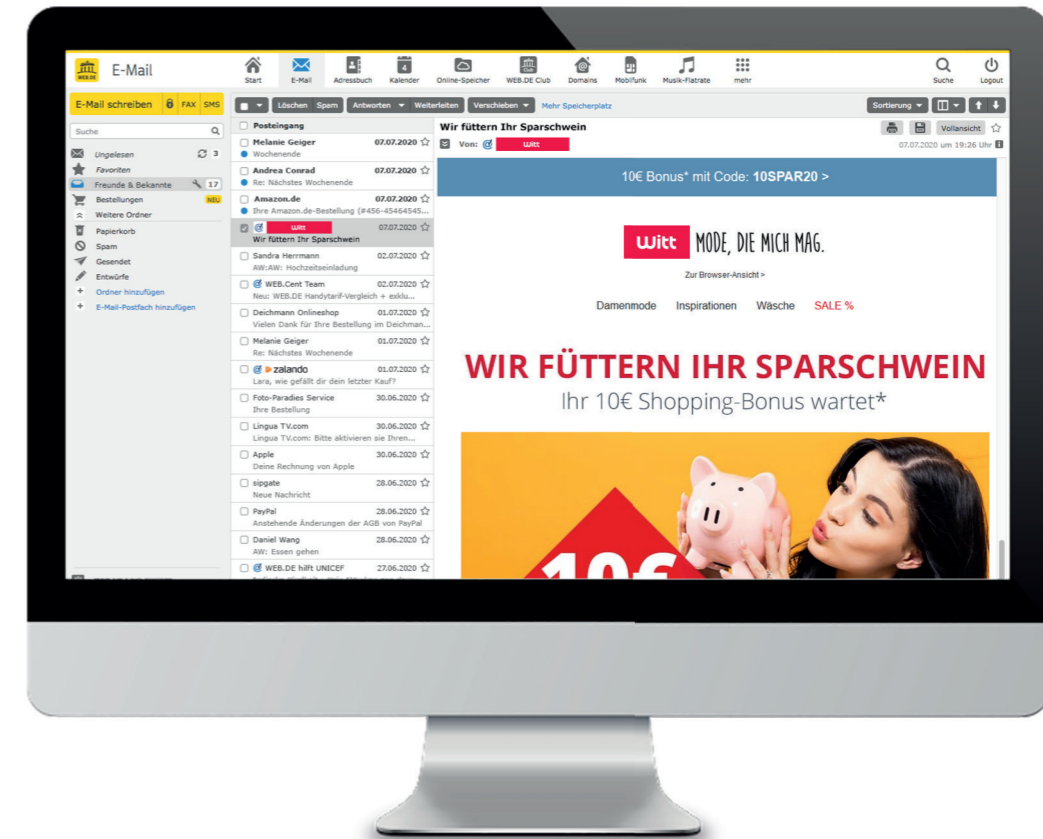 WEB.DE
E-Mail
Start
E-Mail
Adressbuch
4
Kalender
Online-Speicher
Club
WEB.DE Club
Domains
Mobilfunk
Musik-Flatrate
mehr
Suche
Logout
E-Mail schreiben FAX SMS
Suche
Ungelesen 3
Favoriten
Freunde & Bekannte 17
Bestellungen NEU
Weitere Ordner
Papierkorb
Spam
Gesendet
Entwürfe
+ Ordner hinzufügen
+ E-Mail-Postfach hinzufügen
Löschen Spam Antworten Weiterleiten Verschieben Mehr Speicherplatz
Sortierung
Posteingang
Melanie Geiger 07.07.2020
Wochenende
Andrea Conrad 07.07.2020
Re: Nächstes Wochenende
Amazon.de 07.07.2020
Ihre Amazon.de-Bestellung (#456-45464545...
witt 07.07.2020
Wir füttern Ihr Sparschwein
Sandra Herrmann 02.07.2020
AW:AW: Hochzeitseinladung
WEB.Cent Team 02.07.2020
Neu: WEB.DE Handytarif-Vergleich + exklu...
Deichmann Onlineshop 01.07.2020
Vielen Dank für Ihre Bestellung im Deichman...
Melanie Geiger 01.07.2020
Re: Nächstes Wochenende
zalando 01.07.2020
Lara, wie gefällt dir dein letzter Kauf?
Foto-Paradies Service 30.06.2020
Ihre Bestellung
Lingua TV.com 30.06.2020
Lingua TV.com: Bitte aktivieren sie Ihren...
Apple 30.06.2020
Deine Rechnung von Apple
sipgate 28.06.2020
Neue Nachricht
PayPal 28.06.2020
Anstehende Änderungen der AGB von PayPal
Daniel Wang 28.06.2020
AW: Essen gehen
WEB.DE hilft UNICEF 27.06.2020
Wir füttern Ihr Sparschwein
Vollansicht
Von: witt
07.07.2020 um 19:26 Uhr
10€ Bonus* mit Code: 10SPAR20 >
witt MODE, DIE MICH MAG.
Zur Browser-Ansicht >
Damenmode Inspirationen Wäsche SALE %
WIR FÜTTERN IHR SPARSCHWEIN
Ihr 10€ Shopping-Bonus wartet*
10€